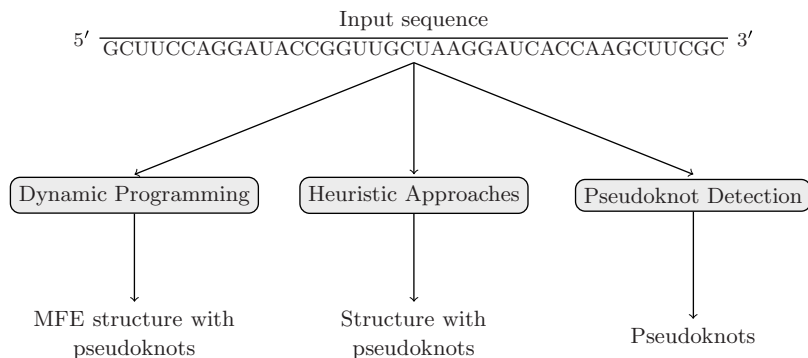 Input sequence
5′ GCUUCCAGGAUACCGGUUGCUAAGGAUCACCAAGCUUCGC 3′
Dynamic Programming
Heuristic Approaches
Pseudoknot Detection
MFE structure with
pseudoknots
Structure with
pseudoknots
Pseudoknots